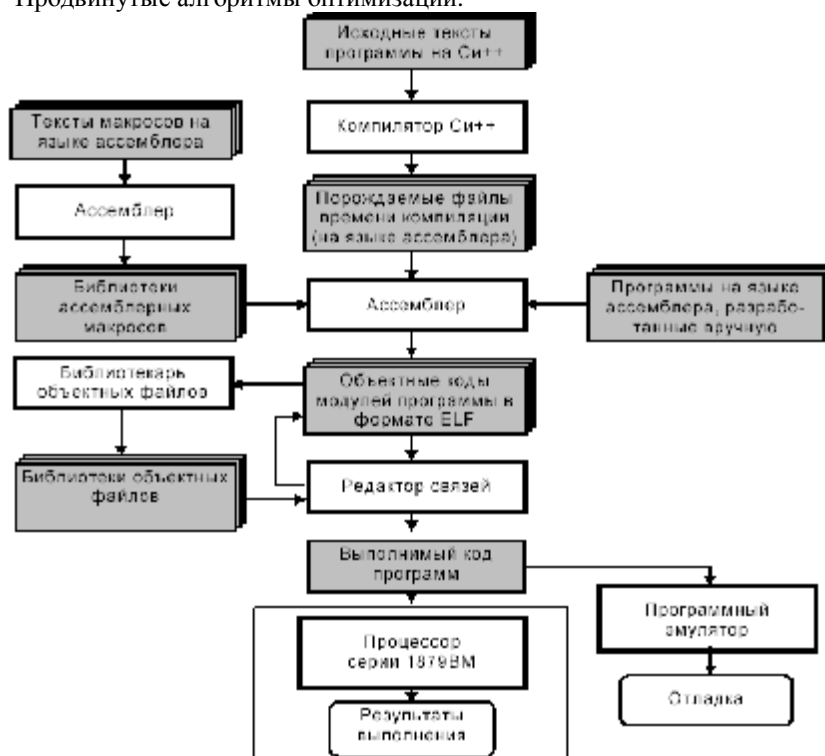 Продвинутые алгоритмы оптимизации.
Исходные тексты
программы на Си++
Тексты макросов на
языке ассемблера
Компилятор Си++
Ассемблер
Порождаемые файлы
времени компиляции
(на языке ассемблера)
Библиотеки
ассемблерных
макросов
Ассемблер
Программы на языке
ассемблера, разрабо-
танные вручную
Библиотекарь
объектных файлов
Объектные коды
модулей программы в
формате ELF
Библиотеки объектных
файлов
Редактор связей
Выполнимый код
программ
Программный
эмулятор
Процессор
серии 1879ВМ
Отладка
Результаты
выполнения